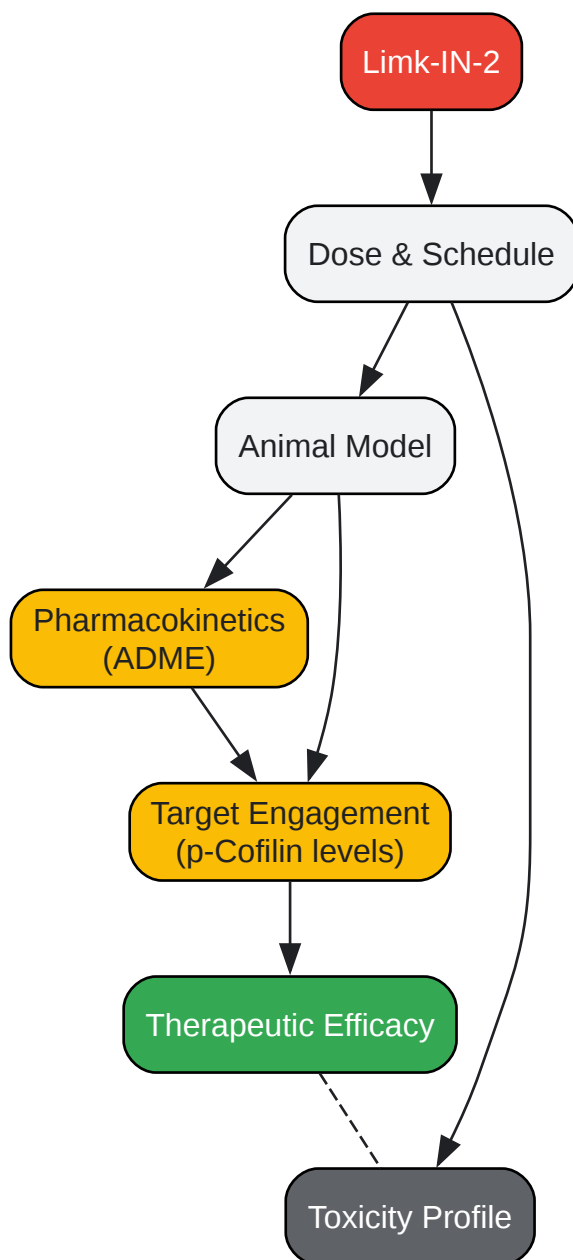 Limk-IN-2
Dose & Schedule
Animal Model
Pharmacokinetics
(ADME)
Target Engagement
(p-Cofilin levels)
Therapeutic Efficacy
Toxicity Profile